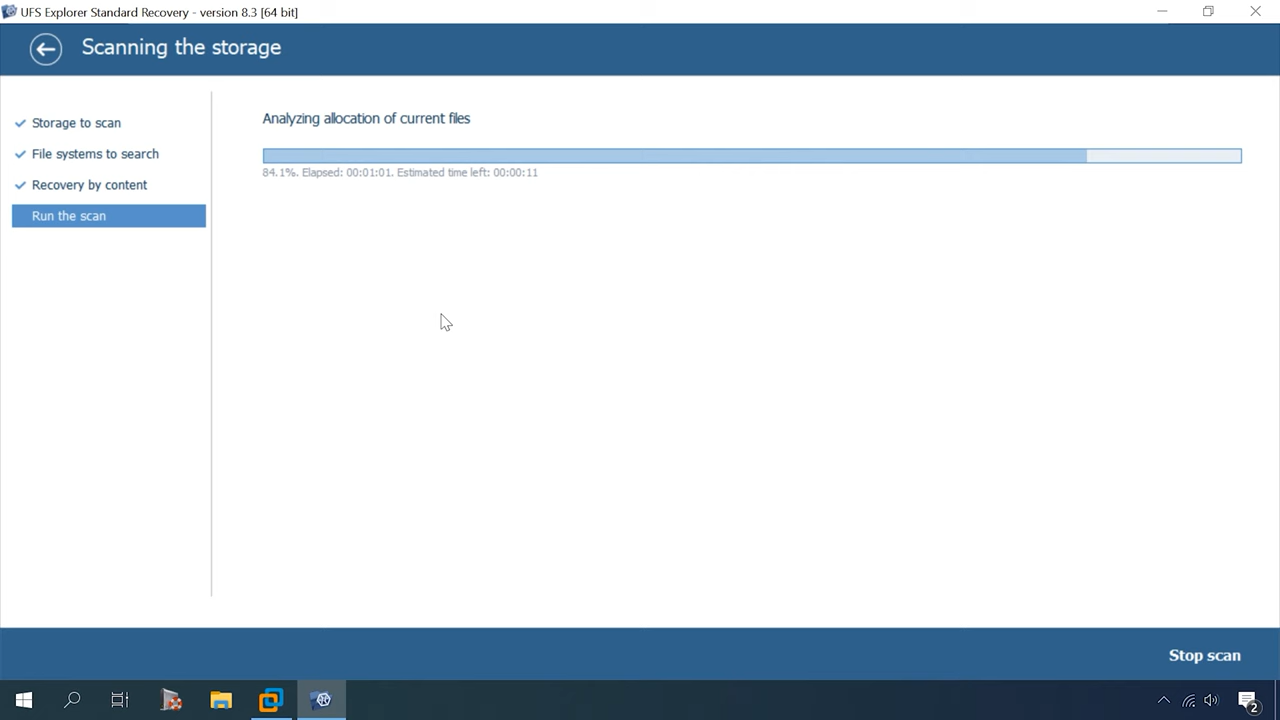 UFS Explorer Standard Recovery - version 8.3 [64 bit]
Scanning the storage
Storage to scan
File systems to search
Recovery by content
Run the scan
Analyzing allocation of current files
84.1%. Elapsed: 00:01:01. Estimated time left: 00:00:11
Stop scan
2